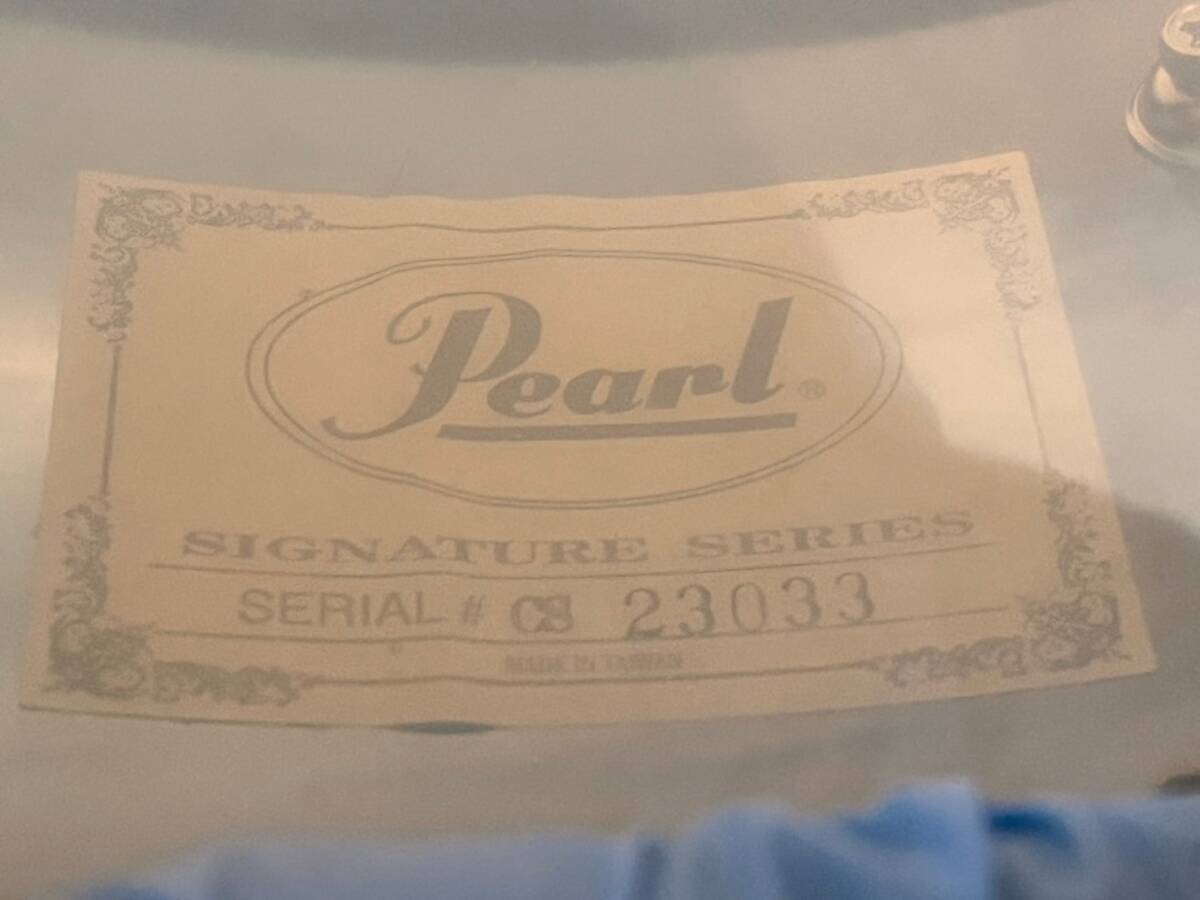 Pearl®
SIGNATURE SERIES
SERIAL # CS 23033
MADE IN TAIWAN